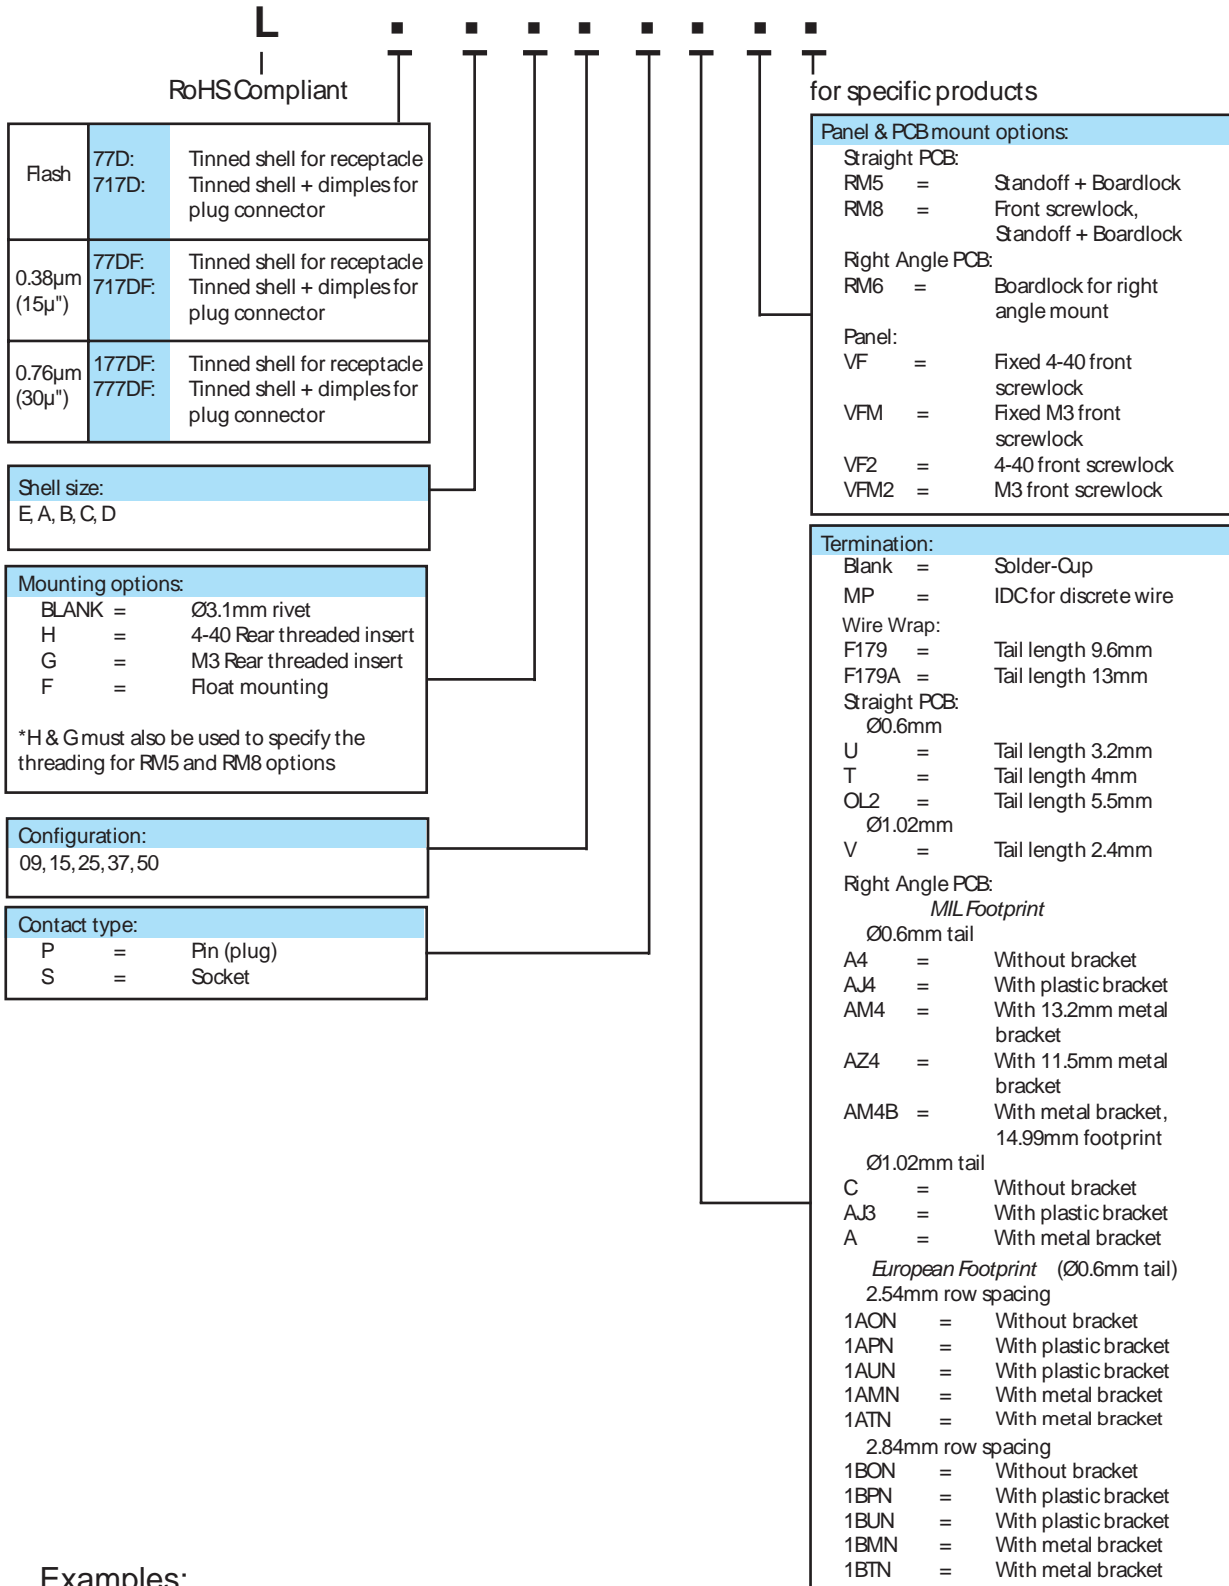 L ▪ ▪ ▪ ▪ ▪ ▪ ▪ ▪
RoHS Compliant
for specific products
Flash
77D: Tinned shell for receptacle
717D: Tinned shell + dimples for
plug connector
0.38µm
(15µ")
77DF: Tinned shell for receptacle
717DF: Tinned shell + dimples for
plug connector
0.76µm
(30µ")
177DF: Tinned shell for receptacle
777DF: Tinned shell + dimples for
plug connector
Shell size:
E, A, B, C, D
Mounting options:
BLANK = Ø3.1mm rivet
H = 4-40 Rear threaded insert
G = M3 Rear threaded insert
F = Float mounting
*H & G must also be used to specify the
threading for RM5 and RM8 options
Configuration:
09, 15, 25, 37, 50
Contact type:
P = Pin (plug)
S = Socket
Panel & PCB mount options:
Straight PCB:
RM5 = Standoff + Boardlock
RM8 = Front screwlock,
Standoff + Boardlock
Right Angle PCB:
RM6 = Boardlock for right
angle mount
Panel:
VF = Fixed 4-40 front
screwlock
VFM = Fixed M3 front
screwlock
VF2 = 4-40 front screwlock
VFM2 = M3 front screwlock
Termination:
Blank = Solder-Cup
MP = IDC for discrete wire
Wire Wrap:
F179 = Tail length 9.6mm
F179A = Tail length 13mm
Straight PCB:
Ø0.6mm
U = Tail length 3.2mm
T = Tail length 4mm
OL2 = Tail length 5.5mm
Ø1.02mm
V = Tail length 2.4mm
Right Angle PCB:
MIL Footprint
Ø0.6mm tail
A4 = Without bracket
AJ4 = With plastic bracket
AM4 = With 13.2mm metal
bracket
AZ4 = With 11.5mm metal
bracket
AM4B = With metal bracket,
14.99mm footprint
Ø1.02mm tail
C = Without bracket
AJ3 = With plastic bracket
A = With metal bracket
European Footprint (Ø0.6mm tail)
2.54mm row spacing
1AON = Without bracket
1APN = With plastic bracket
1AUN = With plastic bracket
1AMN = With metal bracket
1ATN = With metal bracket
2.84mm row spacing
1BON = Without bracket
1BPN = With plastic bracket
1BUN = With plastic bracket
1BMN = With metal bracket
1BTN = With metal bracket
Examples: